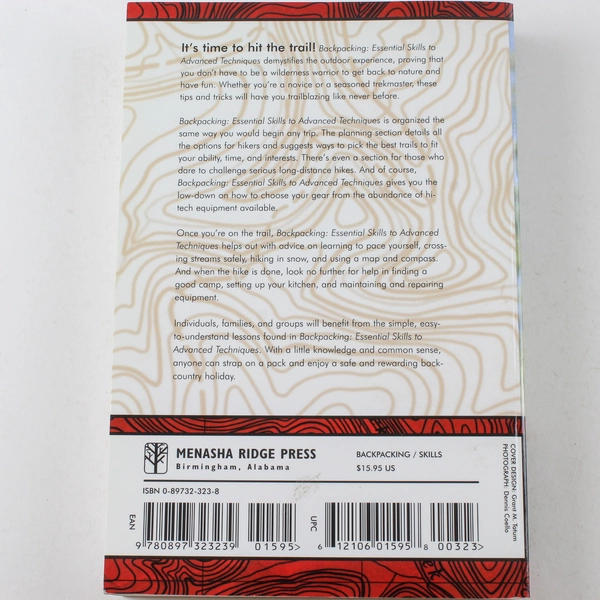 It's time to hit the trail! Backpacking: Essential Skills to
Advanced Techniques demystifies the outdoor experience, proving that
you don't have to be a wilderness warrior to get back to nature and
have fun. Whether you're a novice or a seasoned trekmaster, these
tips and tricks will have you trailblazing like never before.
Backpacking: Essential Skills to Advanced Techniques is organized the
same way you would begin any trip. The planning section details all
the options for hikers and suggests ways to pick the best trails to fit
your ability, time, and interests. There's even a section for those who
dare to challenge serious long-distance hikes. And of course,
Backpacking: Essential Skills to Advanced Techniques gives you the
low-down on how to choose your gear from the abundance of hi-
tech equipment available.
Once you're on the trail, Backpacking: Essential Skills to Advanced
Techniques helps out with advice on learning to pace yourself, cross-
ing streams safely, hiking in snow, and using a map and compass.
And when the hike is done, look no further for help in finding a
good camp, setting up your kitchen, and maintaining and repairing
equipment.
Individuals, families, and groups will benefit from the simple, easy-
to-understand lessons found in Backpacking: Essential Skills to
Advanced Techniques. With a little knowledge and common sense,
anyone can strap on a pack and enjoy a safe and rewarding back-
country holiday.
MENASHA RIDGE PRESS
Birmingham, Alabama
BACKPACKING / SKILLS
$15.95 US
COVER DESIGN: Grant M. Tatum
PHOTOGRAPH: Dennis Coello
ISBN 0-89732-323-8
EAN
9 780897 323239 01595>
UPC
6 12106 01595 8 00323>